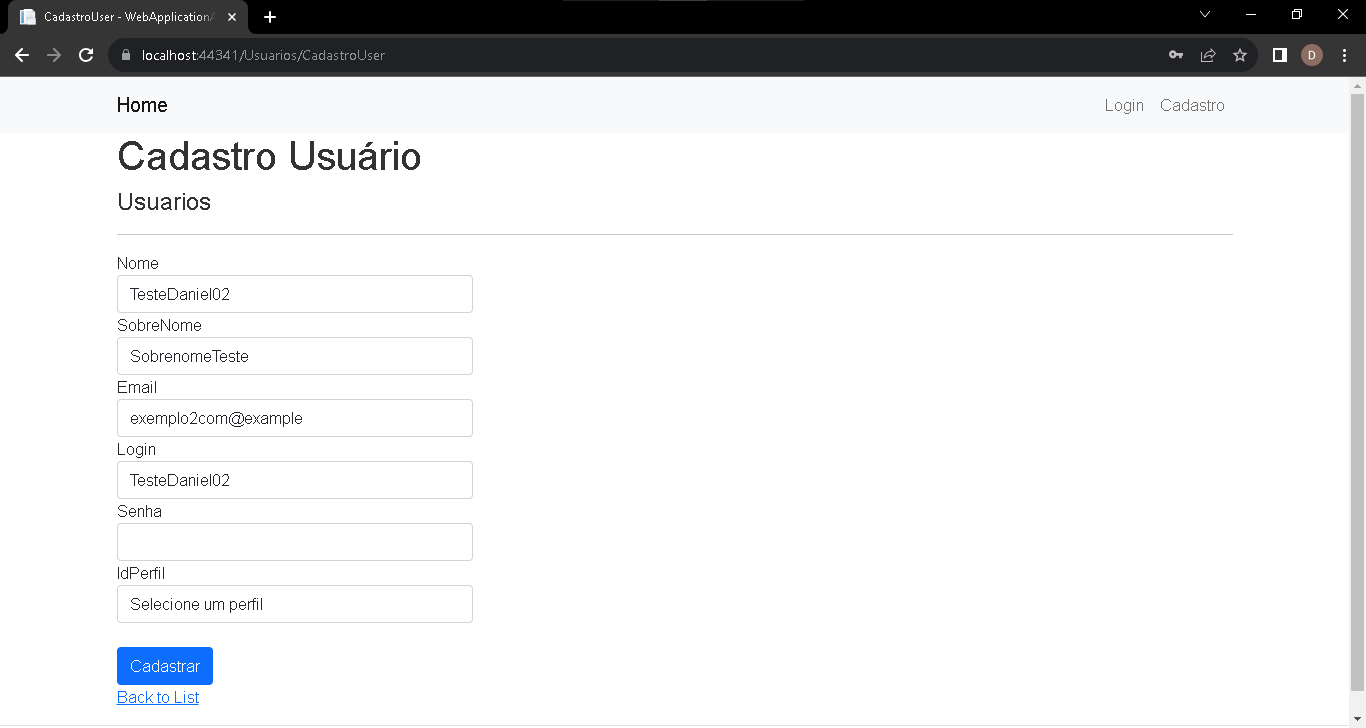 CadastroUser - WebApplicationA
localhost:44341/Usuarios/CadastroUser
D
Home
Login
Cadastro
Cadastro Usuário
Usuarios
Nome
TesteDaniel02
SobreNome
SobrenomeTeste
Email
exemplo2com@example
Login
TesteDaniel02
Senha
IdPerfil
Selecione um perfil
Cadastrar
Back to List